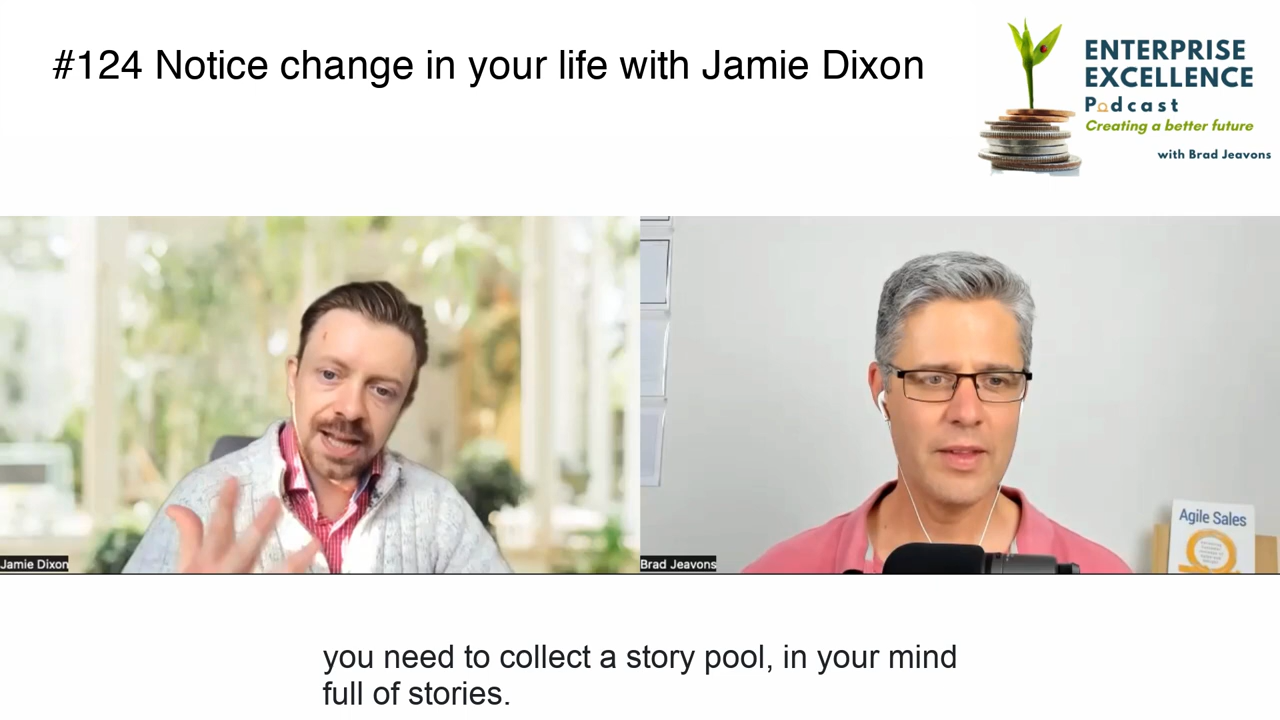 #124 Notice change in your life with Jamie Dixon
ENTERPRISE
EXCELLENCE
Podcast
Creating a better future
with Brad Jeavons
Jamie Dixon
Brad Jeavons
Agile Sales
you need to collect a story pool, in your mind
full of stories.